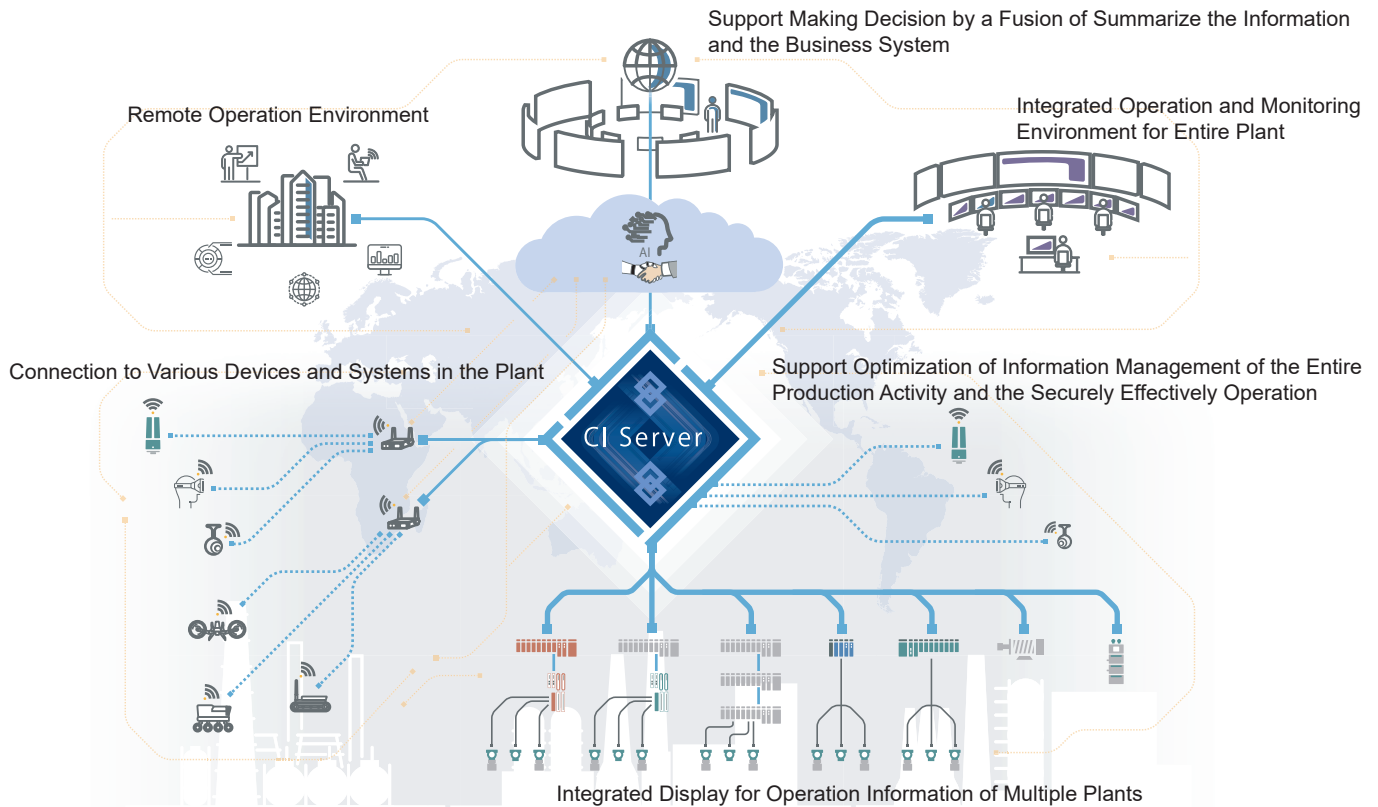 Support Making Decision by a Fusion of Summarize the Information
and the Business System
Remote Operation Environment
Integrated Operation and Monitoring
Environment for Entire Plant
AI
Connection to Various Devices and Systems in the Plant
Support Optimization of Information Management of the Entire
Production Activity and the Securely Effectively Operation
CI Server
Integrated Display for Operation Information of Multiple Plants